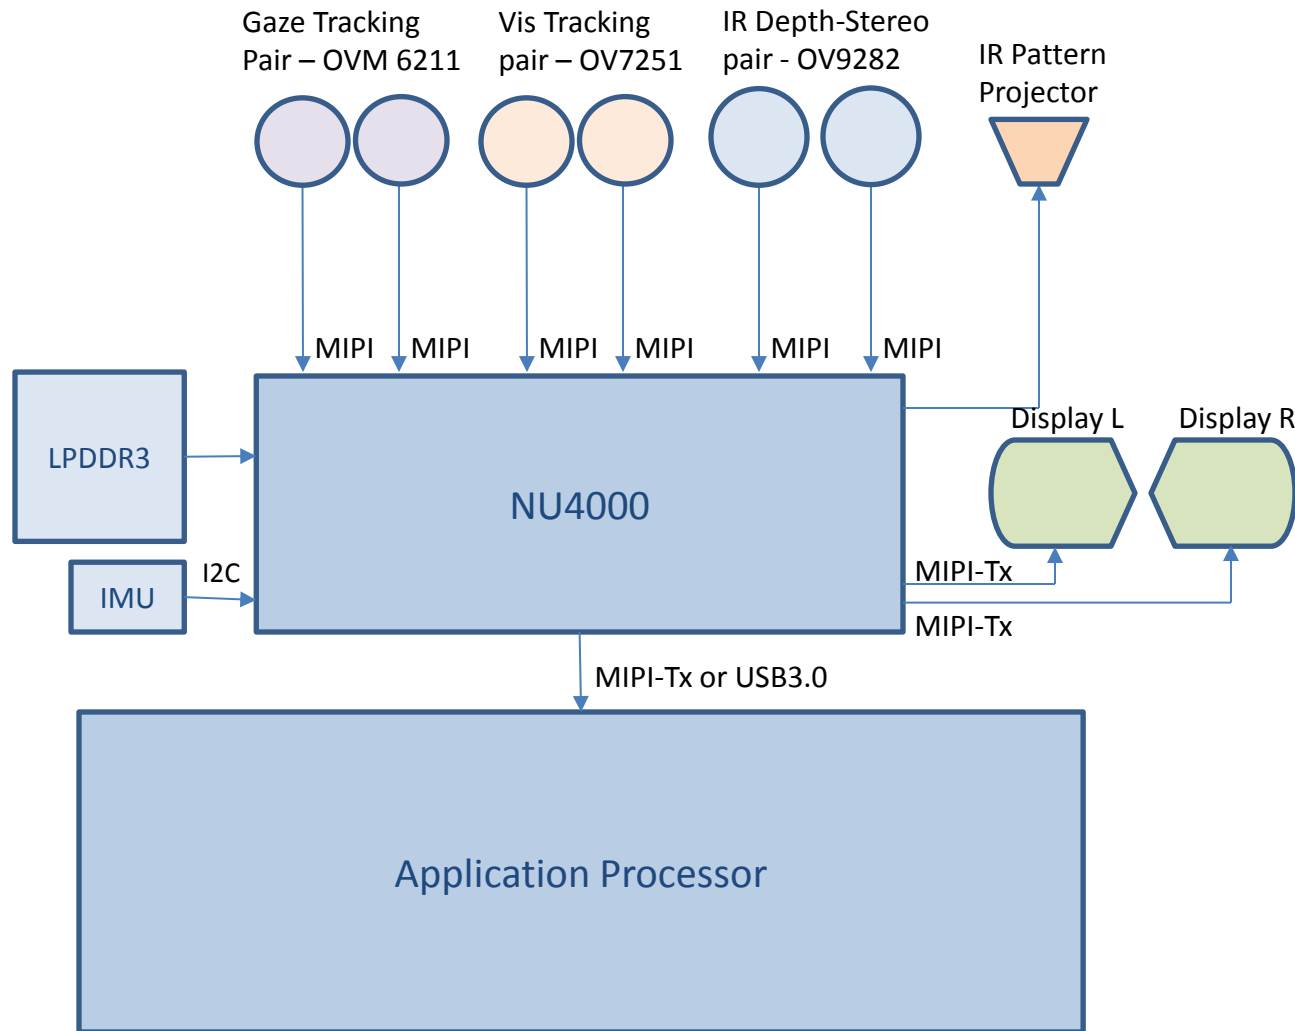 Gaze Tracking
Pair – OVM 6211
Vis Tracking
pair – OV7251
IR Depth-Stereo
pair - OV9282
IR Pattern
Projector
MIPI
MIPI
MIPI
MIPI
MIPI
MIPI
LPDDR3
NU4000
Display L
Display R
I2C
IMU
MIPI-Tx
MIPI-Tx
MIPI-Tx or USB3.0
Application Processor